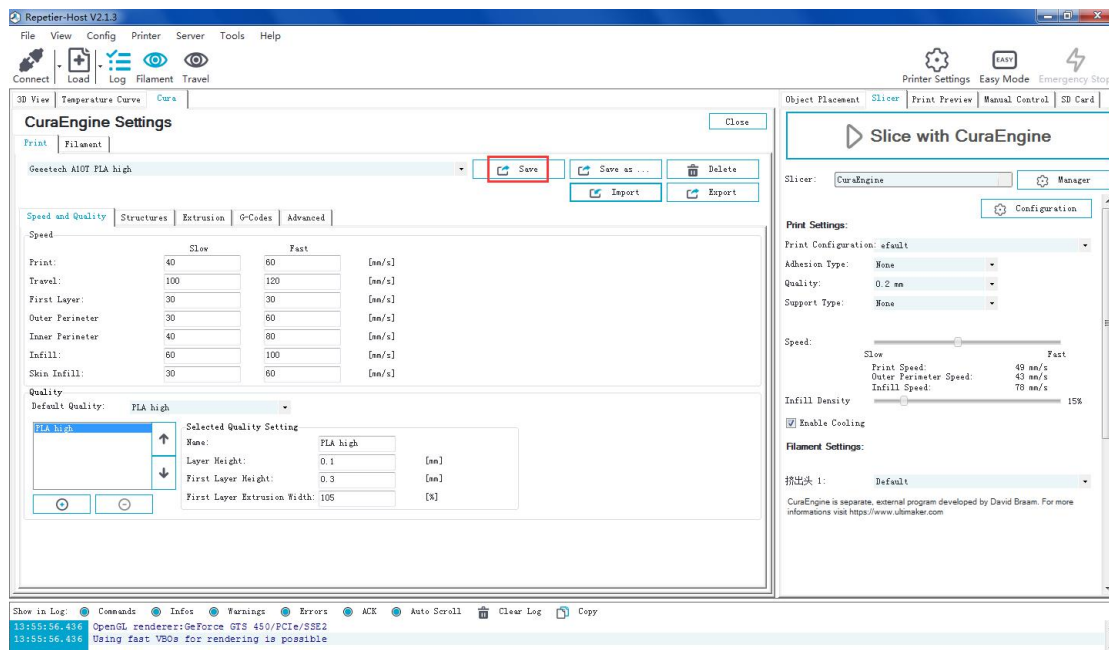 Repetier-Host V2.1.3
File View Config Printer Server Tools Help
Connect Load Log Filament Travel
Printer Settings Easy Mode Emergency Stop
EASY
3D View Temperature Curve Cura
CuraEngine Settings
Close
Print Filament
Geeetech A10T PLA high
Save Save as ... Delete
Import Export
Speed and Quality Structures Extrusion G-Codes Advanced
Speed
Slow Fast
Print: 40 60 [mm/s]
Travel: 100 120 [mm/s]
First Layer: 30 30 [mm/s]
Outer Perimeter 30 60 [mm/s]
Inner Perimeter 40 80 [mm/s]
Infill: 60 100 [mm/s]
Skin Infill: 30 60 [mm/s]
Quality
Default Quality: PLA high
PLA high
Selected Quality Setting
Name: PLA high
Layer Height: 0.1 [mm]
First Layer Height: 0.3 [mm]
First Layer Extrusion Width: 105 [%]
Object Placement Slicer Print Preview Manual Control SD Card
Slice with CuraEngine
Slicer: CuraEngine Manager
Configuration
Print Settings:
Print Configuration: efault
Adhesion Type: None
Quality: 0.2 mm
Support Type: None
Speed:
Slow Fast
Print Speed: 49 mm/s
Outer Perimeter Speed: 43 mm/s
Infill Speed: 78 mm/s
Infill Density 15%
Enable Cooling
Filament Settings:
挤出头 1: Default
CuraEngine is separate, external program developed by David Braam. For more
informations visit https://www.ultimaker.com
Show in Log: Commands Infos Warnings Errors ACK Auto Scroll Clear Log Copy
13:55:56.436 OpenGL renderer:GeForce GTS 450/PCIe/SSE2
13:55:56.436 Using fast VBOs for rendering is possible